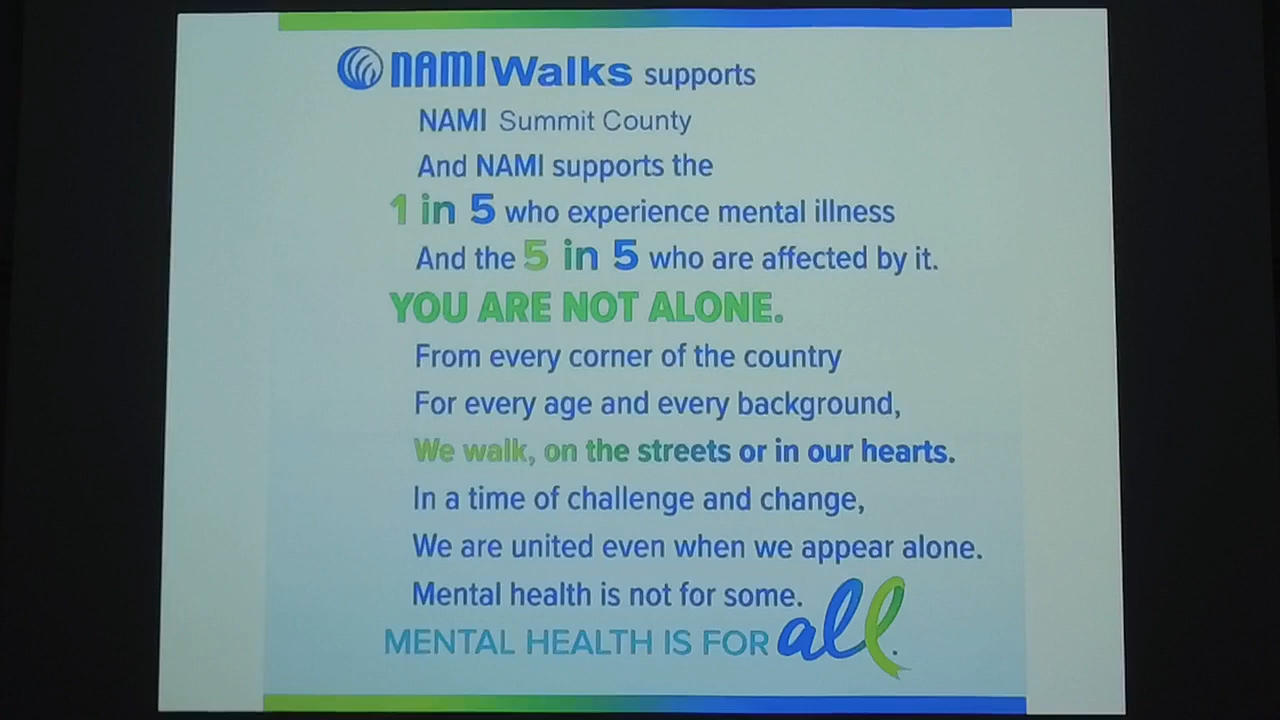 NAMIWalks supports
NAMI Summit County
And NAMI supports the
1 in 5 who experience mental illness
And the 5 in 5 who are affected by it.
YOU ARE NOT ALONE.
From every corner of the country
For every age and every background,
We walk, on the streets or in our hearts.
In a time of challenge and change,
We are united even when we appear alone.
Mental health is not for some.
MENTAL HEALTH IS FOR all.